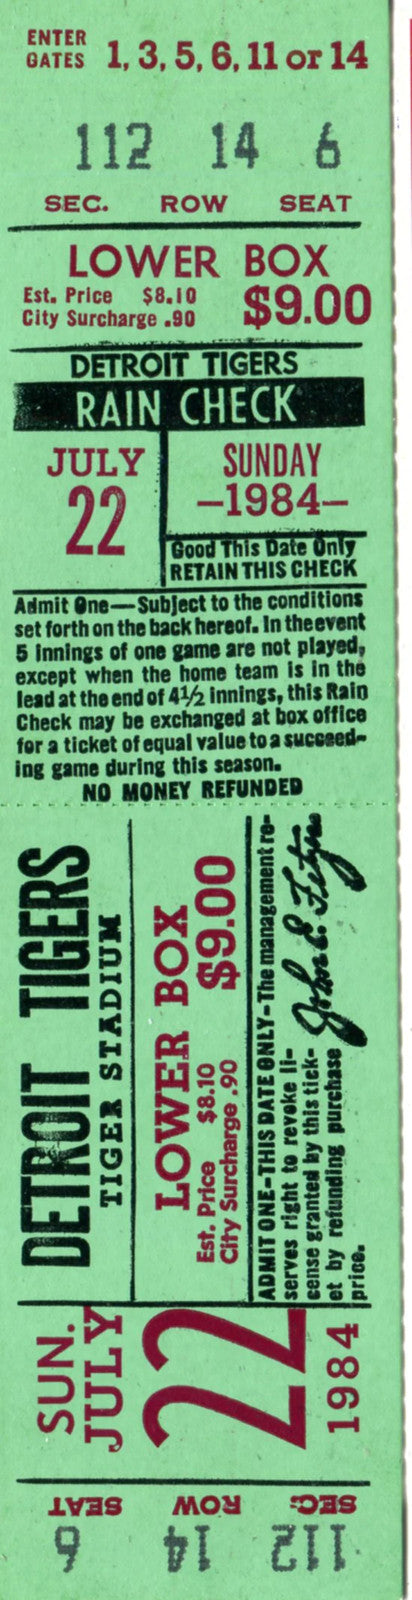 ENTER GATES 1, 3, 5, 6, 11 or 14
112 14 6
SEC. ROW SEAT
LOWER BOX
Est. Price $8.10
City Surcharge .90
$9.00
DETROIT TIGERS
RAIN CHECK
JULY 22
SUNDAY
–1984–
Good This Date Only
RETAIN THIS CHECK
Admit One—Subject to the conditions
set forth on the back hereof. In the event
5 innings of one game are not played,
except when the home team is in the
lead at the end of 4½ innings, this Rain
Check may be exchanged at box office
for a ticket of equal value to a succeed-
ing game during this season.
NO MONEY REFUNDED
DETROIT TIGERS
TIGER STADIUM
LOWER BOX
$9.00
Est. Price $8.10
City Surcharge .90
ADMIT ONE-THIS DATE ONLY-The management re-
serves right to revoke li-
cense granted by this tick-
et by refunding purchase
price.
John E. Fetzer
SUN.
JULY
22
1984
SEC. ROW SEAT
112 14 6